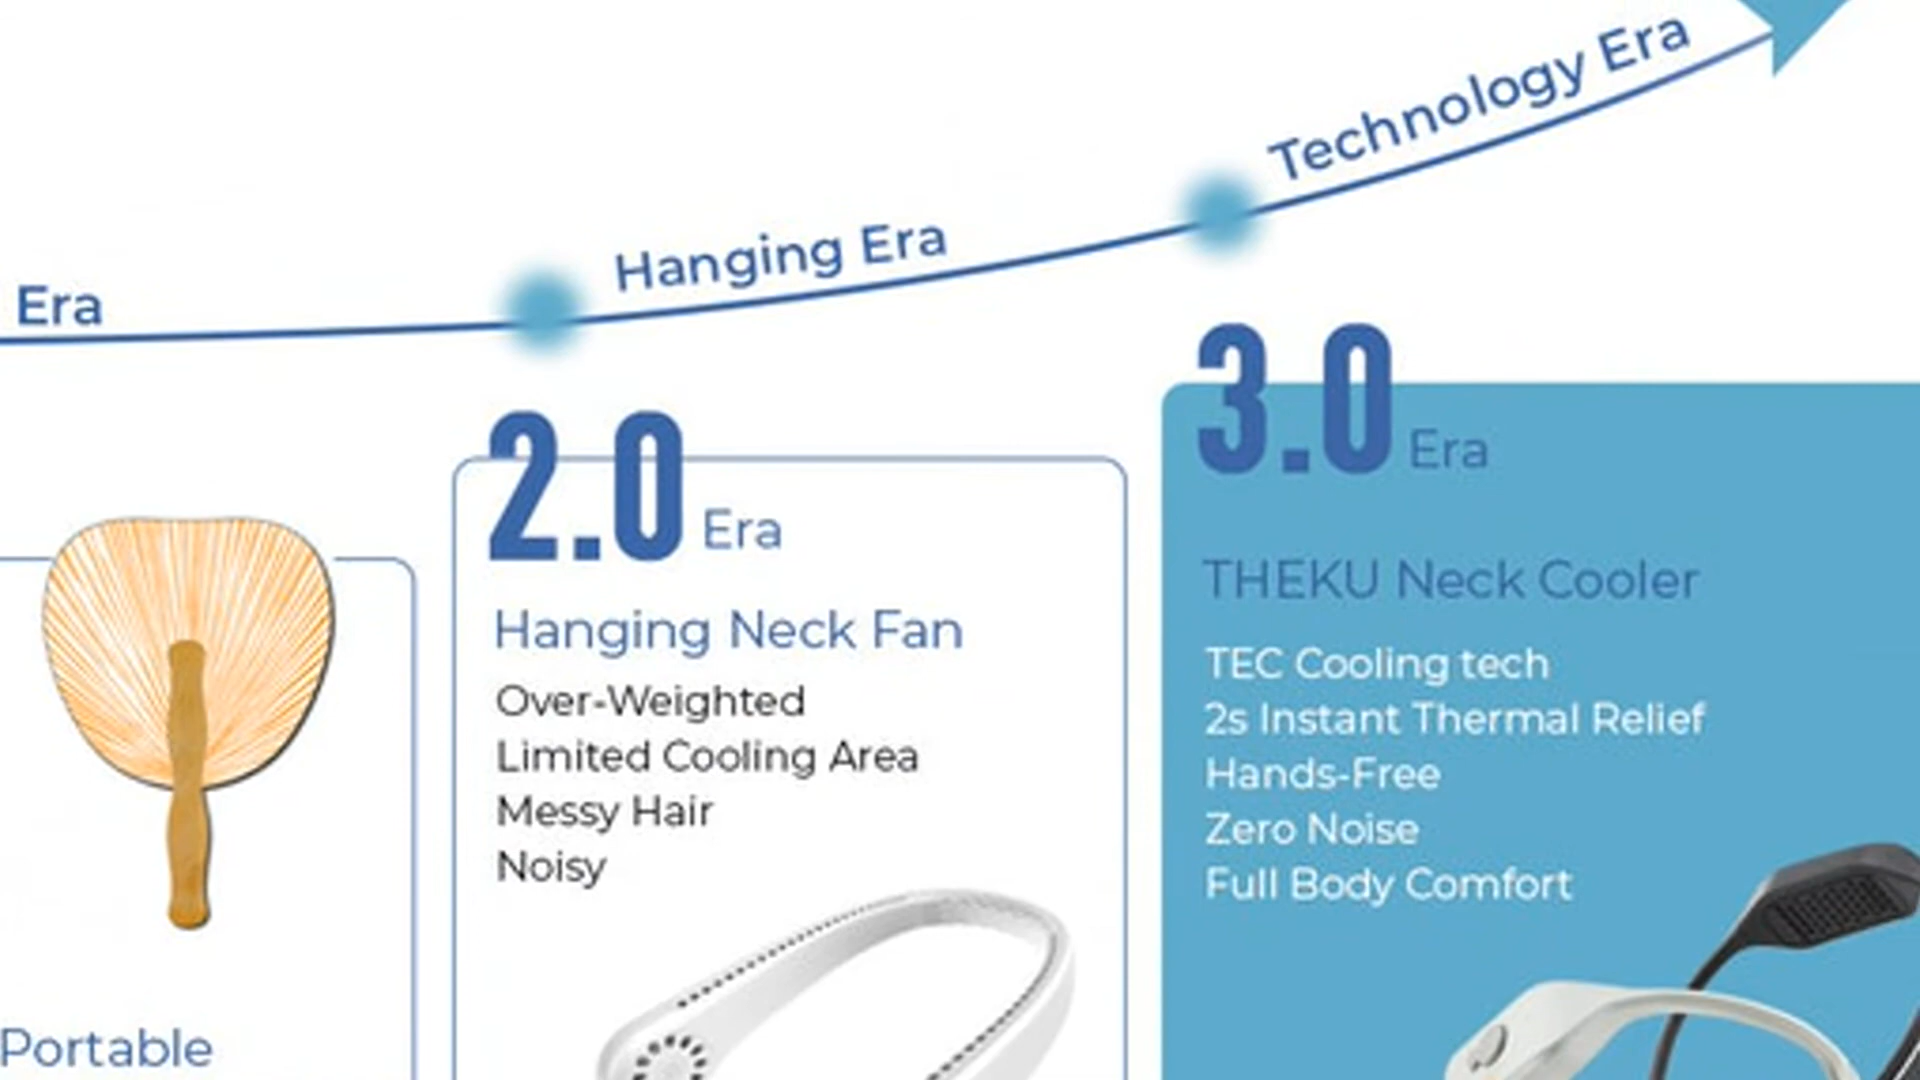 Era
Hanging Era
Technology Era
Portable
2.0 Era
Hanging Neck Fan
Over-Weighted
Limited Cooling Area
Messy Hair
Noisy
3.0 Era
THEKU Neck Cooler
TEC Cooling tech
2s Instant Thermal Relief
Hands-Free
Zero Noise
Full Body Comfort